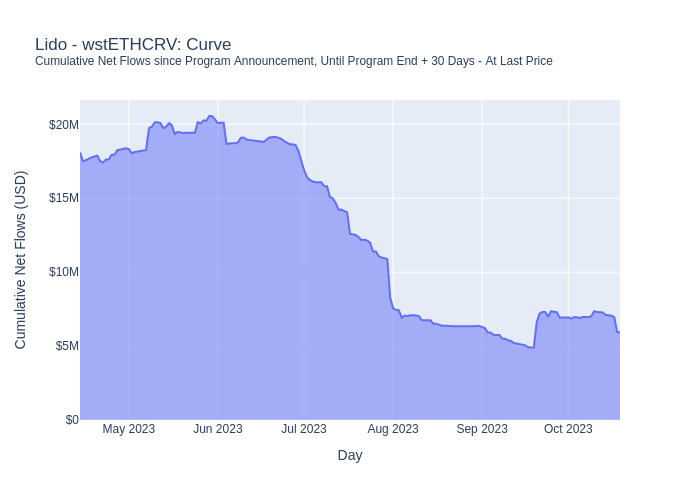 Lido - wstETHCRV: Curve
Cumulative Net Flows since Program Announcement, Until Program End + 30 Days - At Last Price
Cumulative Net Flows (USD)
$20M
$15M
$10M
$5M
$0
May 2023 Jun 2023 Jul 2023 Aug 2023 Sep 2023 Oct 2023
Day